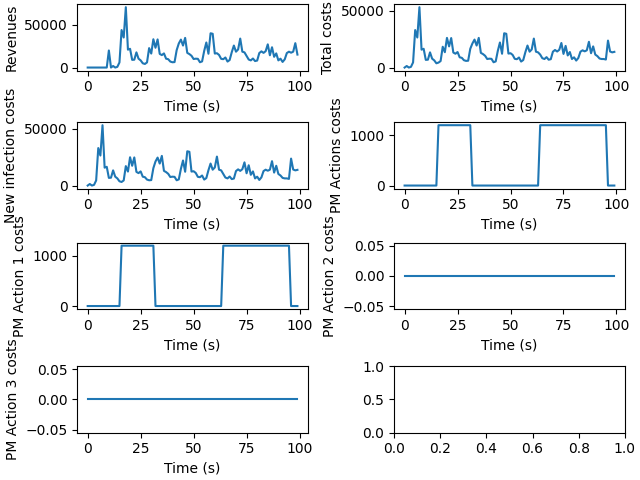 Revenues
50000
0
0 25 50 75 100
Time (s)
Total costs
50000
0
0 25 50 75 100
Time (s)
New infection costs
50000
0
0 25 50 75 100
Time (s)
PM Actions costs
1000
0
0 25 50 75 100
Time (s)
PM Action 1 costs
1000
0
0 25 50 75 100
Time (s)
PM Action 2 costs
0.05
0.00
−0.05
0 25 50 75 100
Time (s)
PM Action 3 costs
0.05
0.00
−0.05
0 25 50 75 100
Time (s)
1.0
0.5
0.0
0.0 0.2 0.4 0.6 0.8 1.0